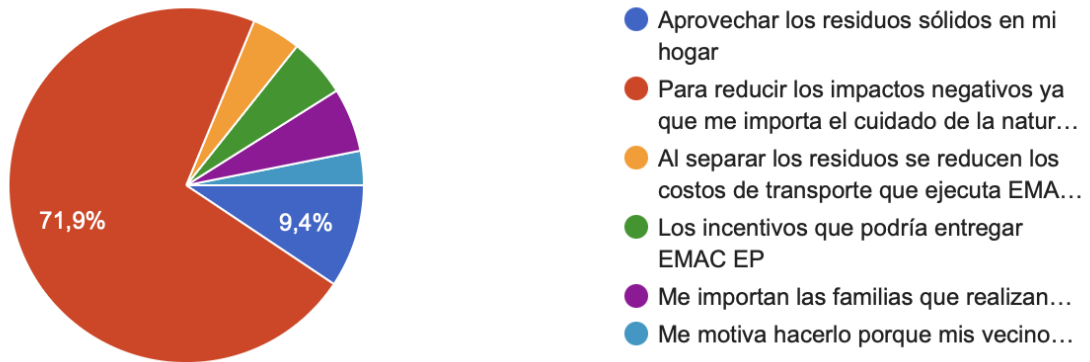 71,9%
9,4%
Aprovechar los residuos sólidos en mi
hogar
Para reducir los impactos negativos ya
que me importa el cuidado de la natur…
Al separar los residuos se reducen los
costos de transporte que ejecuta EMA…
Los incentivos que podría entregar
EMAC EP
Me importan las familias que realizan…
Me motiva hacerlo porque mis vecino…